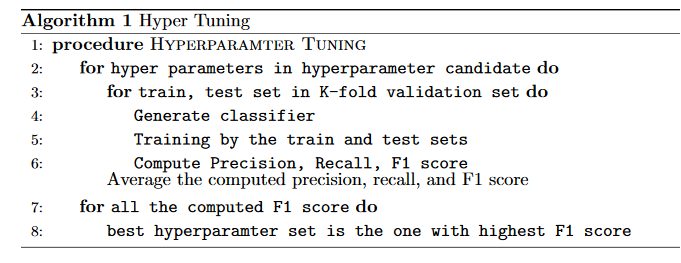 Algorithm 1 Hyper Tuning
1: procedure HYPERPARAMTER TUNING
2: for hyper parameters in hyperparameter candidate do
3: for train, test set in K-fold validation set do
4: Generate classifier
5: Training by the train and test sets
6: Compute Precision, Recall, F1 score
Average the computed precision, recall, and F1 score
7: for all the computed F1 score do
8: best hyperparamter set is the one with highest F1 score